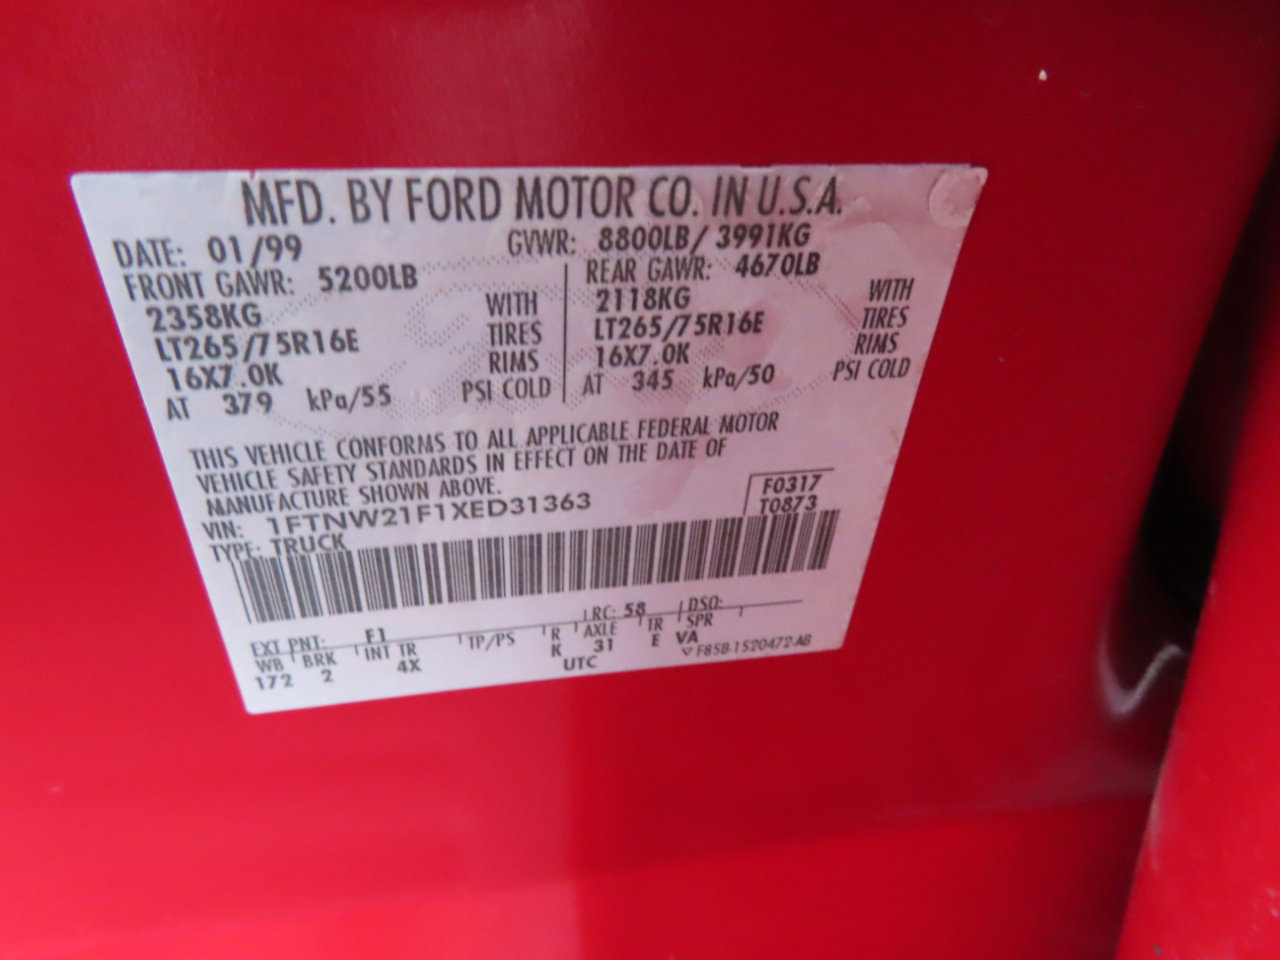 MFD. BY FORD MOTOR CO. IN U.S.A.
DATE: 01/99 GVWR: 8800LB/ 3991KG
FRONT GAWR: 5200LB REAR GAWR: 4670LB
2358KG WITH 2118KG WITH
LT265/75R16E TIRES LT265/75R16E TIRES
16X7.0K RIMS 16X7.0K RIMS
AT 379 kPa/55 PSI COLD AT 345 kPa/50 PSI COLD
THIS VEHICLE CONFORMS TO ALL APPLICABLE FEDERAL MOTOR
VEHICLE SAFETY STANDARDS IN EFFECT ON THE DATE OF
MANUFACTURE SHOWN ABOVE.
VIN: 1FTNW21F1XED31363 F0317
TYPE: TRUCK T0873
EXT PNT: F1 RC: 58 DSO:
WB BRK INT TR TP/PS R AXLE TR SPR
172 2 4X K 31 E VA
UTC ▽ F85B-1520472-AB